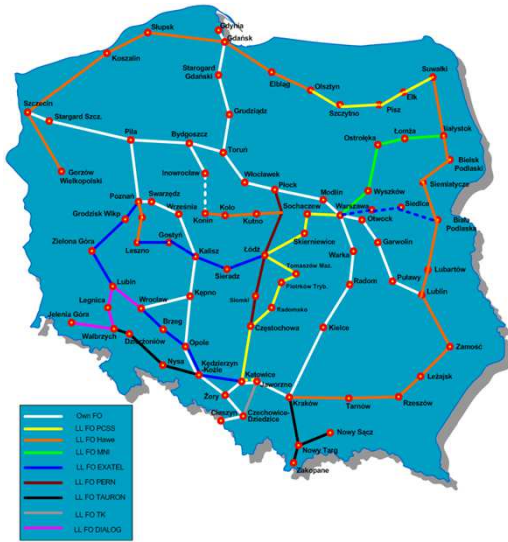 Gdynia
Słupsk
Gdańsk
Koszalin
Starogard
Gdański
Suwałki
Elbląg
Olsztyn
Ełk
Szczytno
Pisz
Szczecin
Stargard Szcz.
Grudziądz
Białystok
Łomża
Ostrołęka
Piła
Bydgoszcz
Toruń
Bielsk
Podlaski
Gorzów
Wielkopolski
Inowrocław
Włocławek
Siemiatycze
Płock
Wyszków
Modlin
Poznań
Swarzędz
Września
Konin
Koło
Kutno
Sochaczew
Warszawa
Siedlce
Otwock
Biała
Podlaska
Grodzisk Wlkp
Gostyń
Leszno
Kalisz
Łódź
Skierniewice
Garwolin
Zielona Góra
Sieradz
Tomaszów Maz.
Warka
Piotrków Tryb.
Radom
Puławy
Lubartów
Lublin
Lubin
Kępno
Legnica
Wrocław
Radomsko
Jelenia Góra
Brzeg
Częstochowa
Kielce
Wałbrzych
Dzierżoniów
Opole
Zamość
Nysa
Kędzierzyn
-Koźle
Katowice
Jaworzno
Leżajsk
Żory
Kraków
Tarnów
Rzeszów
Cieszyn
Czechowice-
Dziedzice
Nowy Sącz
Nowy Targ
Zakopane
Own FO
LL FO PCSS
LL FO Hawe
LL FO MNI
LL FO EXATEL
LL FO PERN
LL FO TAURON
LL FO TK
LL FO DIALOG